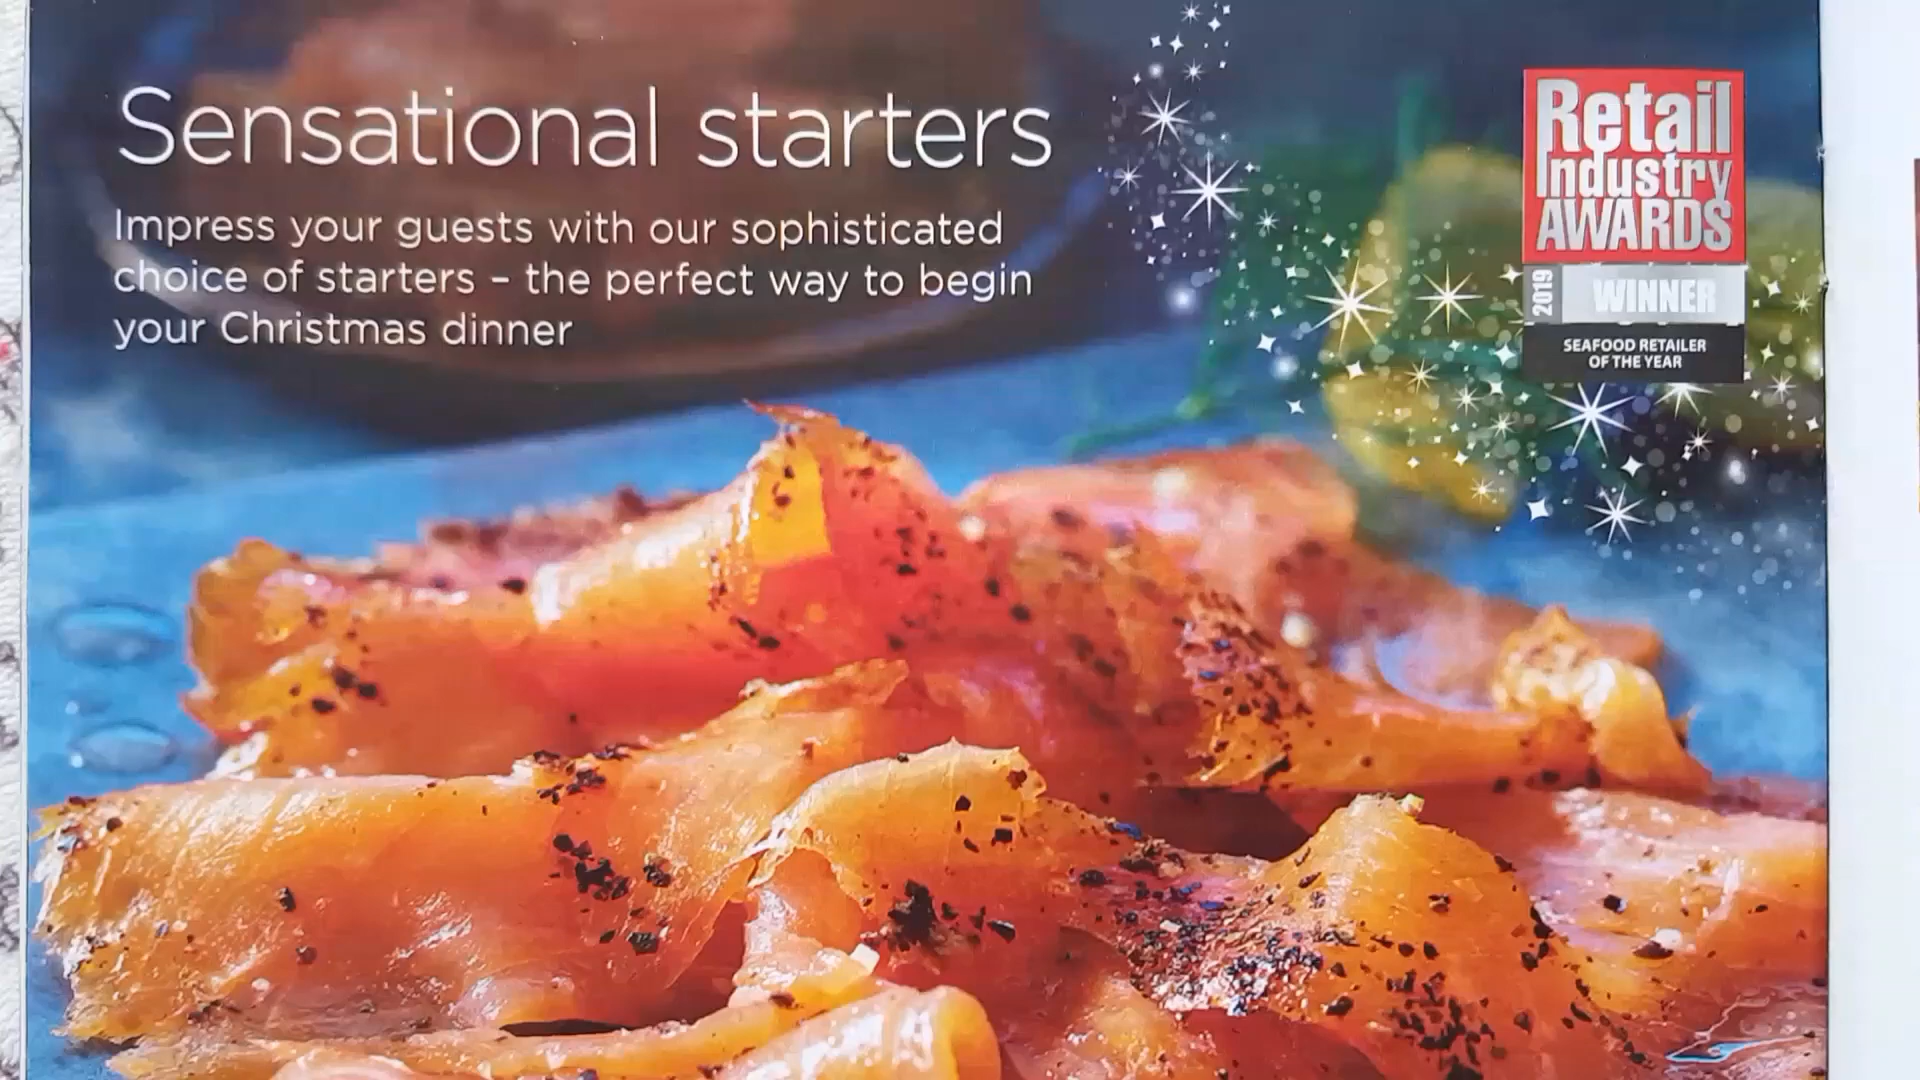 Sensational starters
Impress your guests with our sophisticated
choice of starters – the perfect way to begin
your Christmas dinner
Retail
Industry
AWARDS
2019
WINNER
SEAFOOD RETAILER
OF THE YEAR